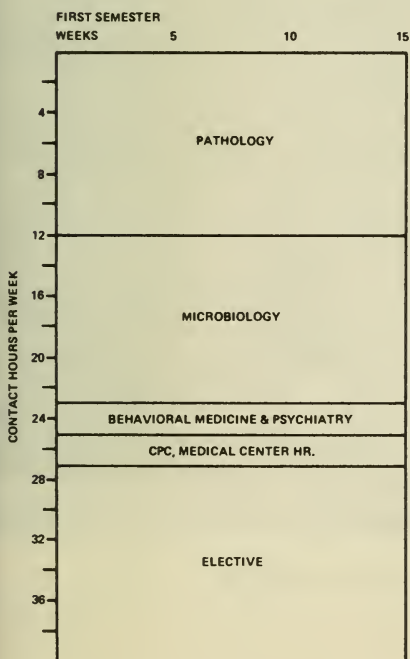 FIRST SEMESTER
WEEKS 5 10 15
CONTACT HOURS PER WEEK
4
PATHOLOGY
8
12
16
MICROBIOLOGY
20
24
BEHAVIORAL MEDICINE & PSYCHIATRY
CPC, MEDICAL CENTER HR.
28
32
ELECTIVE
36